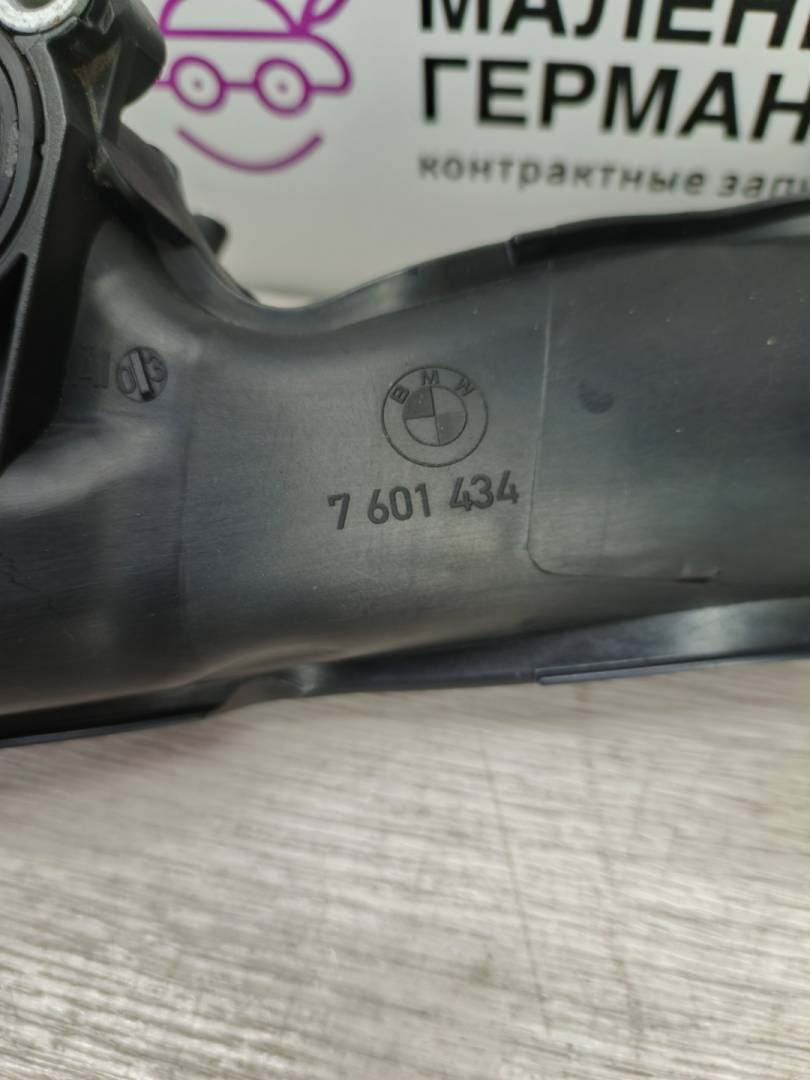 МАЛЕН
ГЕРМАН
контрактные зап
BMW
7 601 434